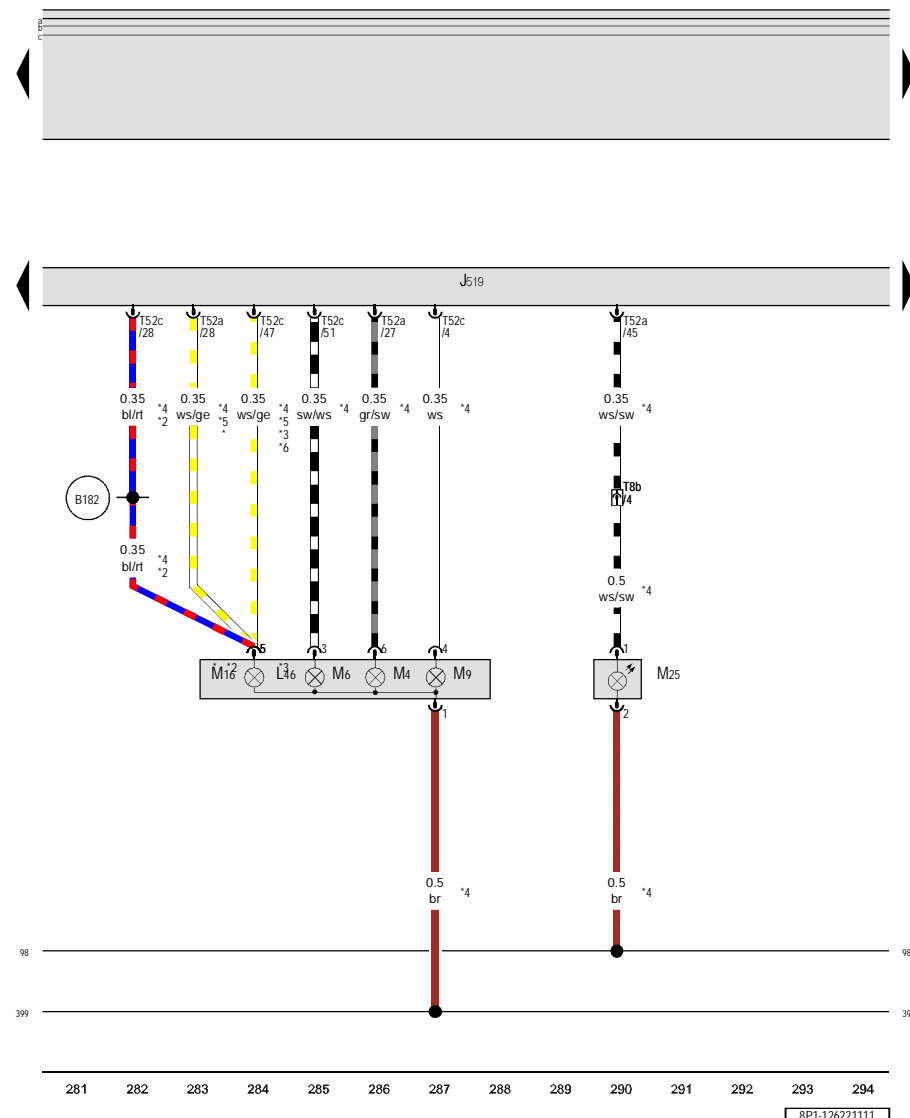 a
b
c
J519
T52c T52a T52c T52c T52a T52c T52a
/28 /28 /47 /51 /27 /4 /45
0.35 0.35 0.35 0.35 0.35 0.35 0.35
bl/rt *4 ws/ge *4 ws/ge *4 sw/ws *4 gr/sw *4 ws *4 ws/sw *4
*2 *5 *5
* *3
*6
B182
T8b
/4
0.35
bl/rt *4
*2
0.5
ws/sw *4
5 3 6 4 1
* *2 *3
M16 L46 M6 M4 M9 M25
1 2
0.5 0.5
br *4 br *4
98 98
399 39
281 282 283 284 285 286 287 288 289 290 291 292 293 294
8P1-126221111